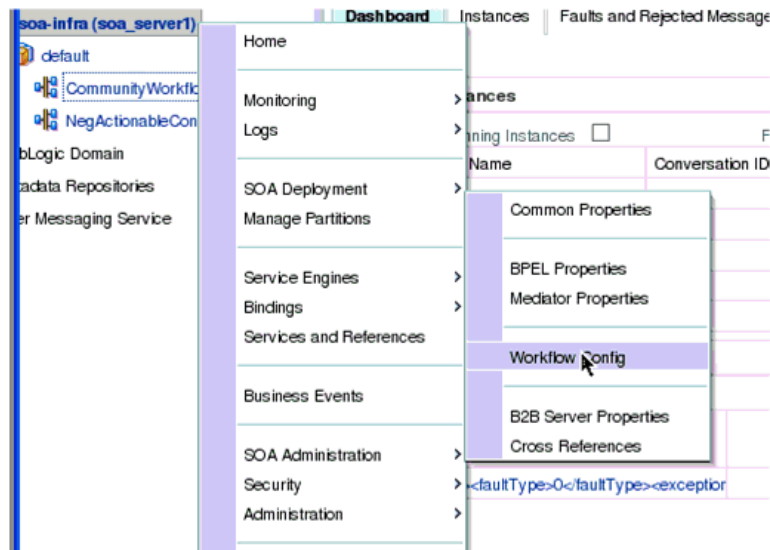 soa-infra (soa_server1)
default
CommunityWorkflo
NegActionableCon
bLogic Domain
adata Repositories
er Messaging Service
Home
Monitoring
Logs
SOA Deployment
Manage Partitions
Service Engines
Bindings
Services and References
Business Events
SOA Administration
Security
Administration
Dashboard Instances Faults and Rejected Message
ances
nning Instances F
Name Conversation ID
Common Properties
BPEL Properties
Mediator Properties
Workflow Config
B2B Server Properties
Cross References
<faultType>0</faultType><exception